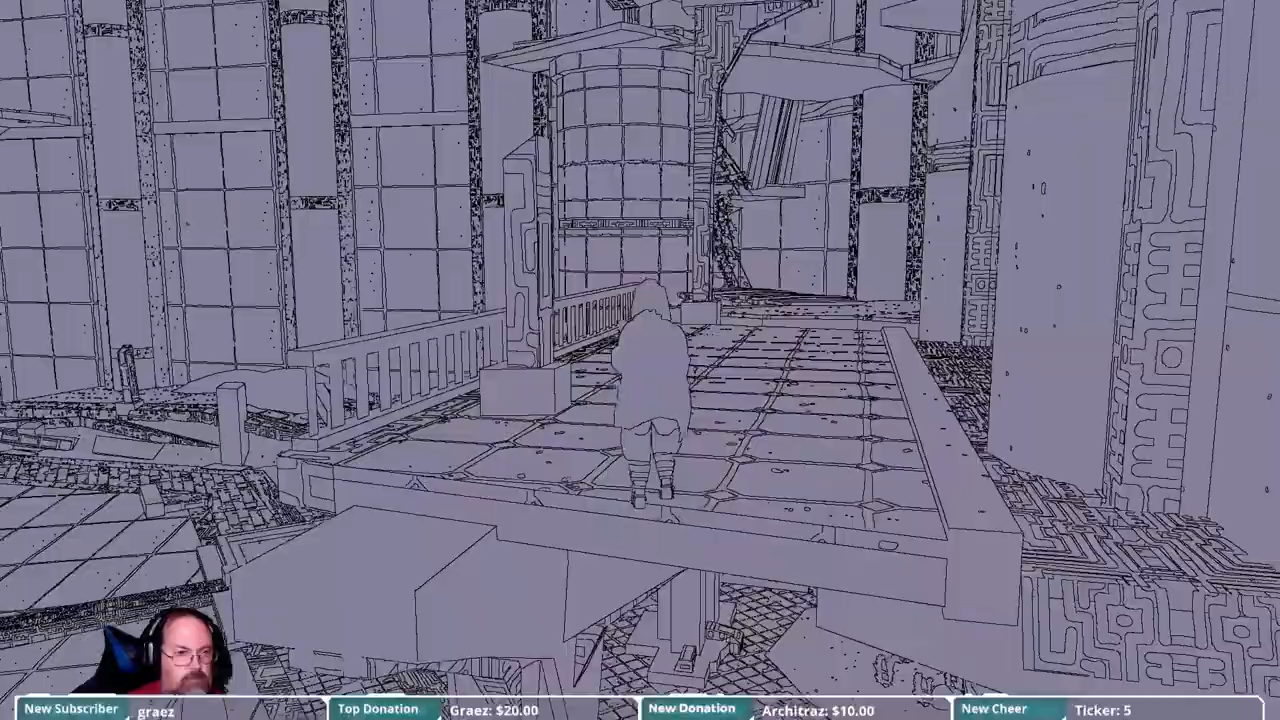 New Subscriber graez
Top Donation Graez: $20.00
New Donation Architraz: $10.00
New Cheer Ticker: 5